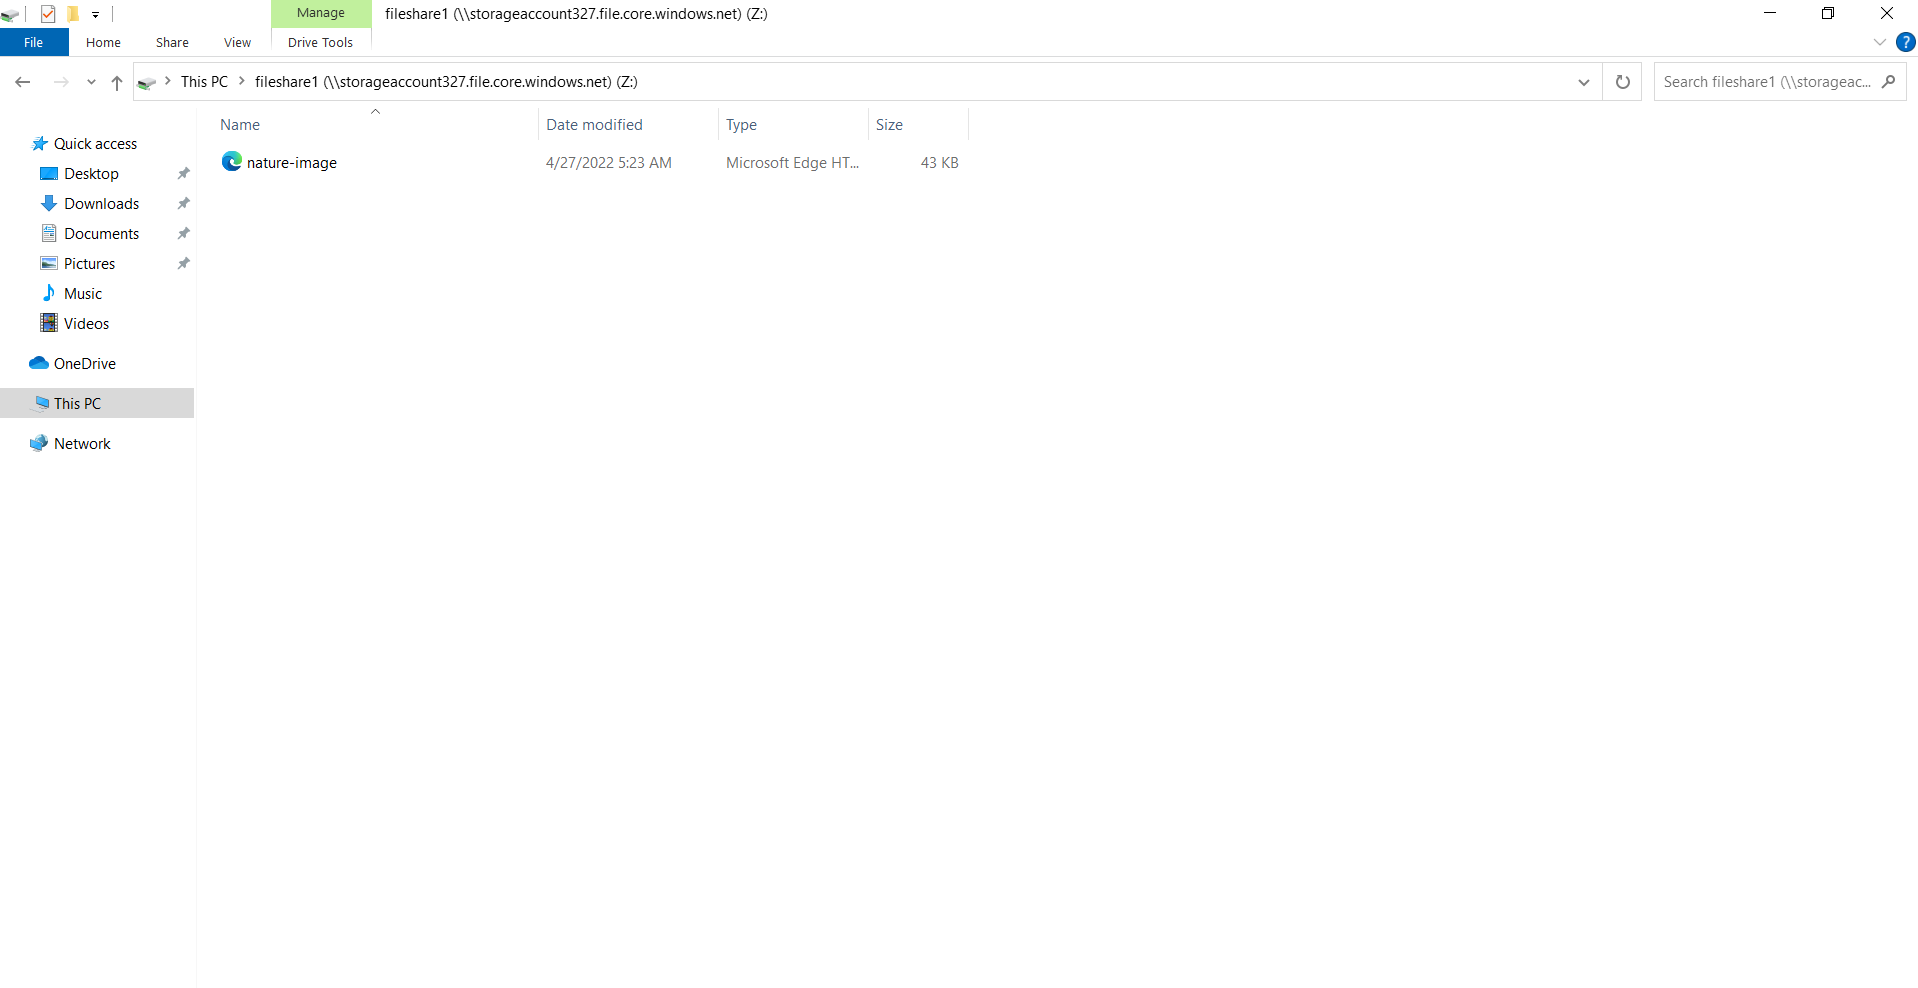 Manage
fileshare1 (\\storageaccount327.file.core.windows.net) (Z:)
File Home Share View Drive Tools
?
This PC fileshare1 (\\storageaccount327.file.core.windows.net) (Z:)
Search fileshare1 (\\storageac...
Name Date modified Type Size
nature-image 4/27/2022 5:23 AM Microsoft Edge HT... 43 KB
Quick access
Desktop
Downloads
Documents
Pictures
Music
Videos
OneDrive
This PC
Network